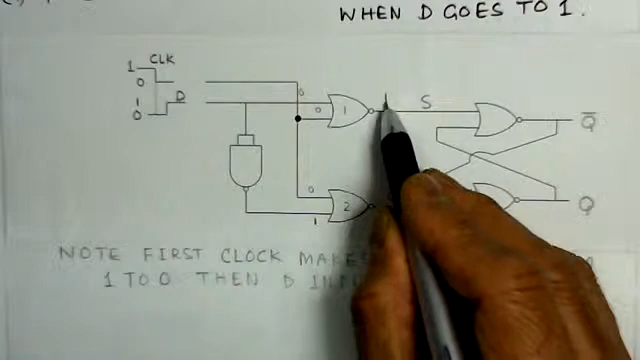 WHEN D GOES TO 1.
1 CLK
0
1 D
0
0
0 1 S Q
0 2 Q
1
NOTE FIRST CLOCK MAKE
1 TO 0 THEN D IN